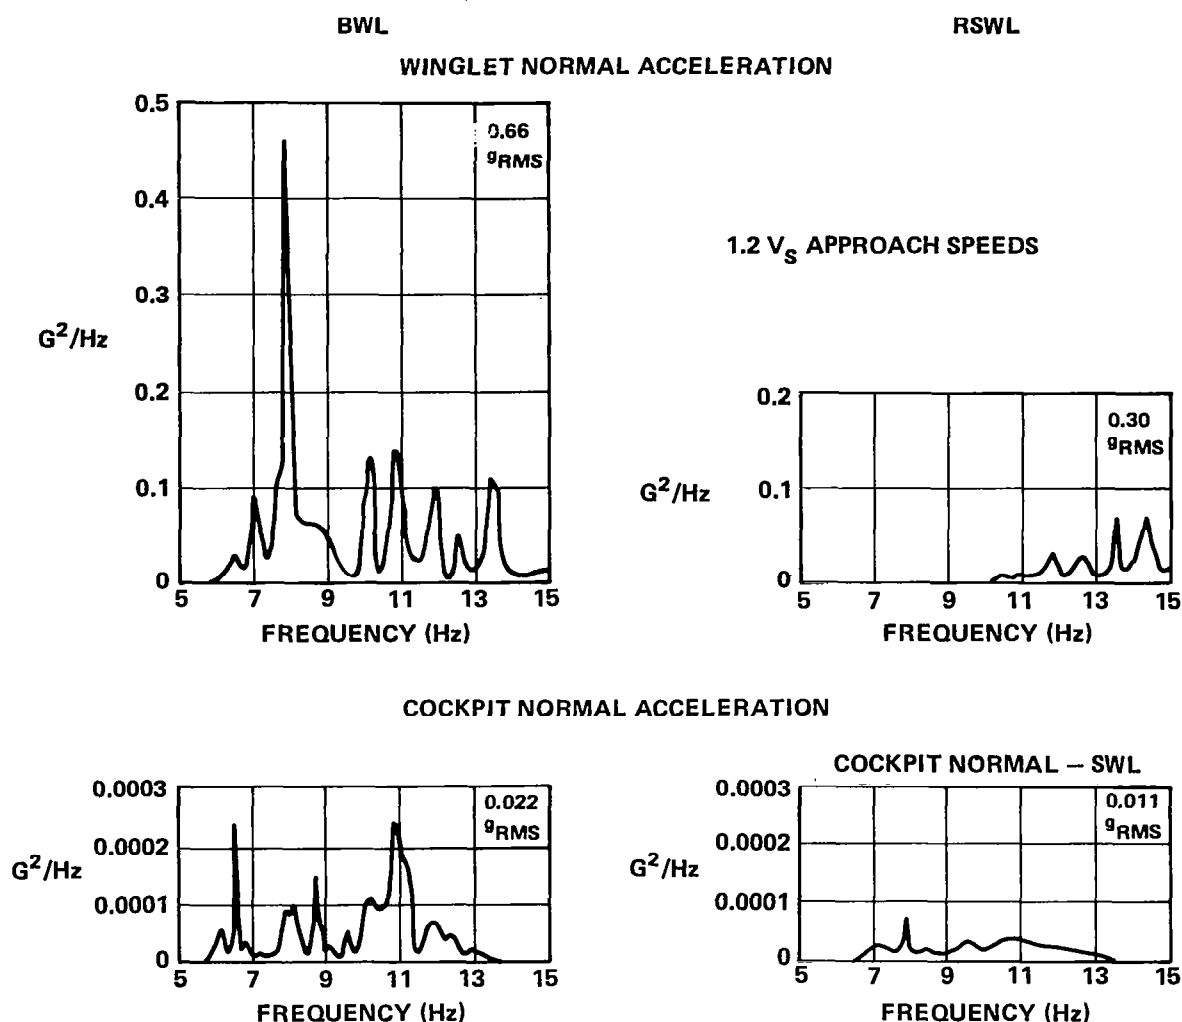 BWL
RSWL
WINGLET NORMAL ACCELERATION
0.5
0.4
0.3
0.2
0.1
0
G²/Hz
0.66
gRMS
5 7 9 11 13 15
FREQUENCY (Hz)
1.2 VS APPROACH SPEEDS
0.2
0.1
0
G²/Hz
0.30
gRMS
5 7 9 11 13 15
FREQUENCY (Hz)
COCKPIT NORMAL ACCELERATION
0.0003
0.0002
0.0001
0
G²/Hz
0.022
gRMS
5 7 9 11 13 15
FREQUENCY (Hz)
COCKPIT NORMAL – SWL
0.0003
0.0002
0.0001
0
G²/Hz
0.011
gRMS
5 7 9 11 13 15
FREQUENCY (Hz)